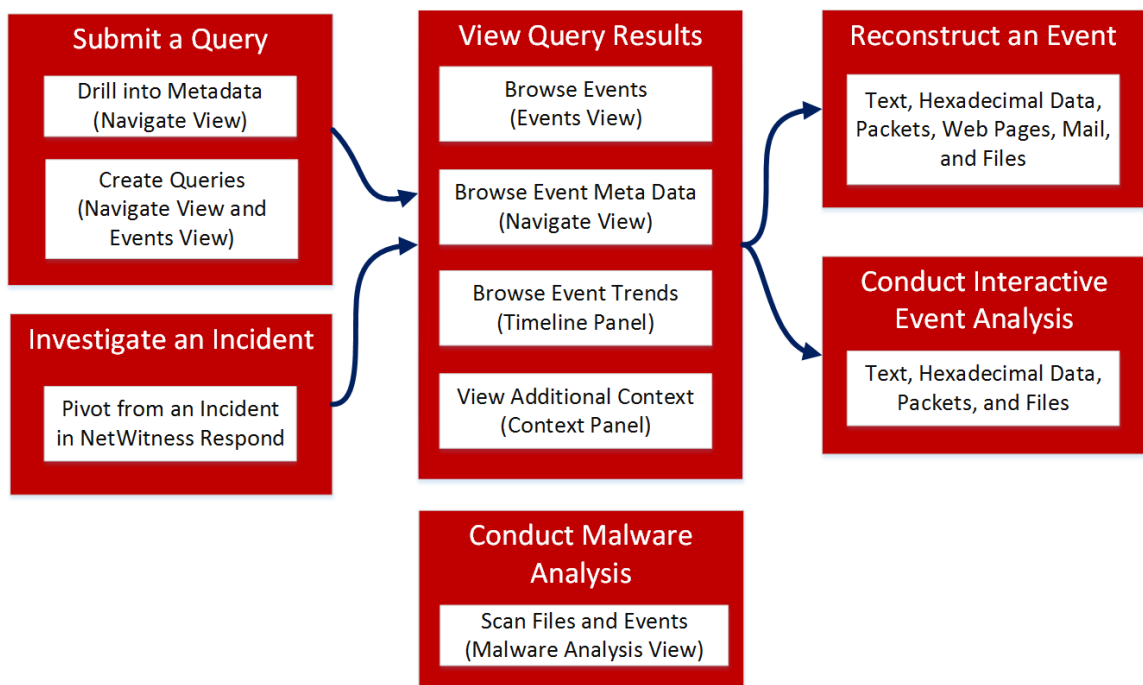 Submit a Query
Drill into Metadata
(Navigate View)
Create Queries
(Navigate View and
Events View)
Investigate an Incident
Pivot from an Incident
in NetWitness Respond
View Query Results
Browse Events
(Events View)
Browse Event Meta Data
(Navigate View)
Browse Event Trends
(Timeline Panel)
View Additional Context
(Context Panel)
Conduct Malware
Analysis
Scan Files and Events
(Malware Analysis View)
Reconstruct an Event
Text, Hexadecimal Data,
Packets, Web Pages, Mail,
and Files
Conduct Interactive
Event Analysis
Text, Hexadecimal Data,
Packets, and Files